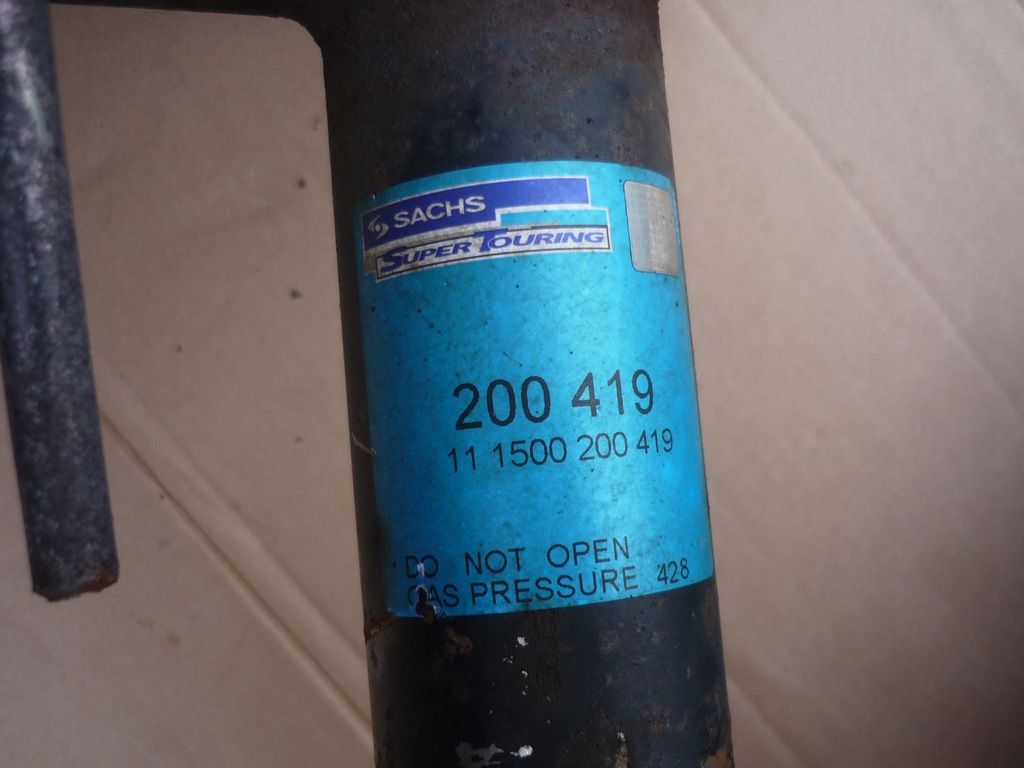 SACHS
SUPER TOURING
200 419
11 1500 200 419
DO NOT OPEN
GAS PRESSURE 428